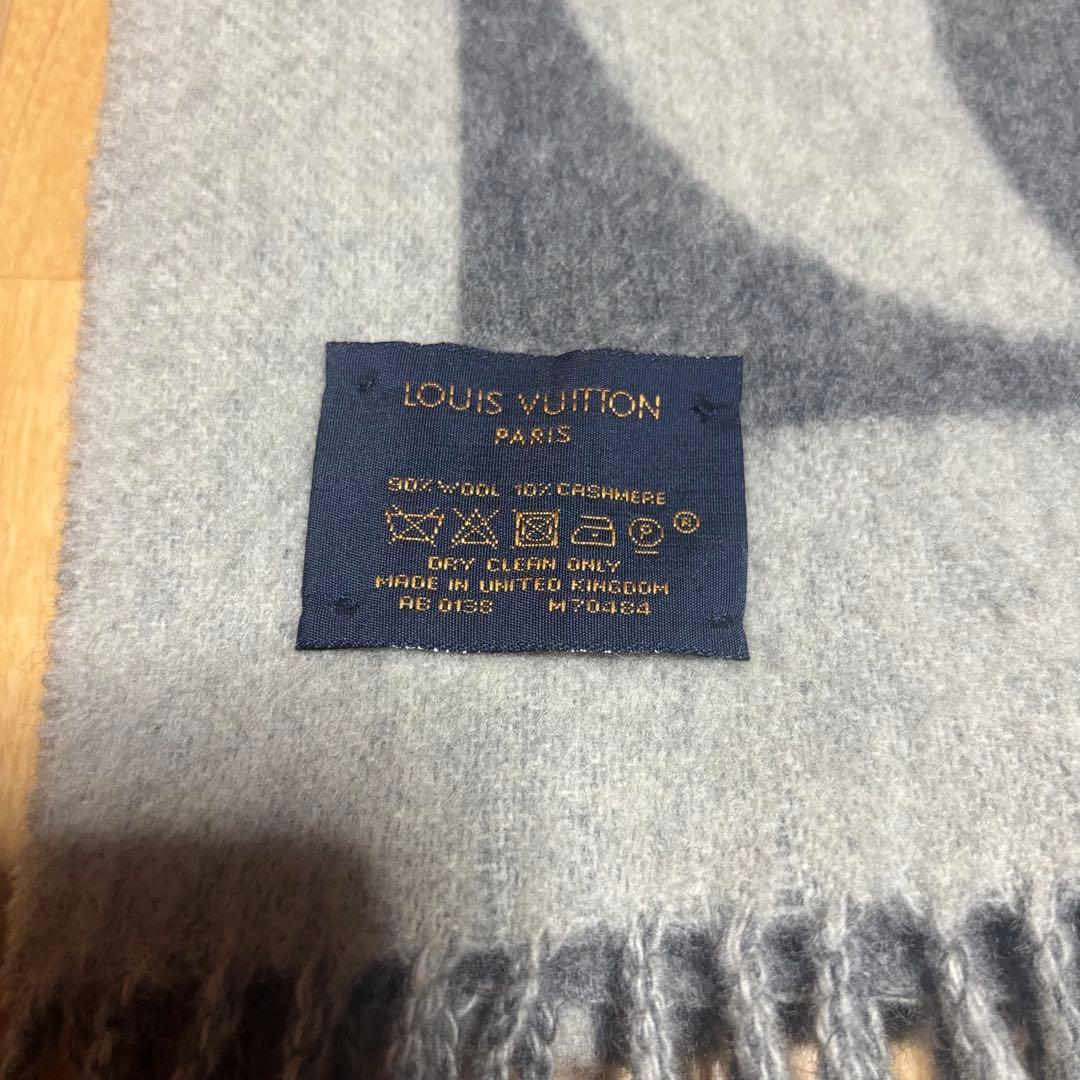 LOUIS VUITTON
PARIS
90% WOOL 10% CASHMERE
P ®
DRY CLEAN ONLY
MADE IN UNITED KINGDOM
AB 0138 M70484